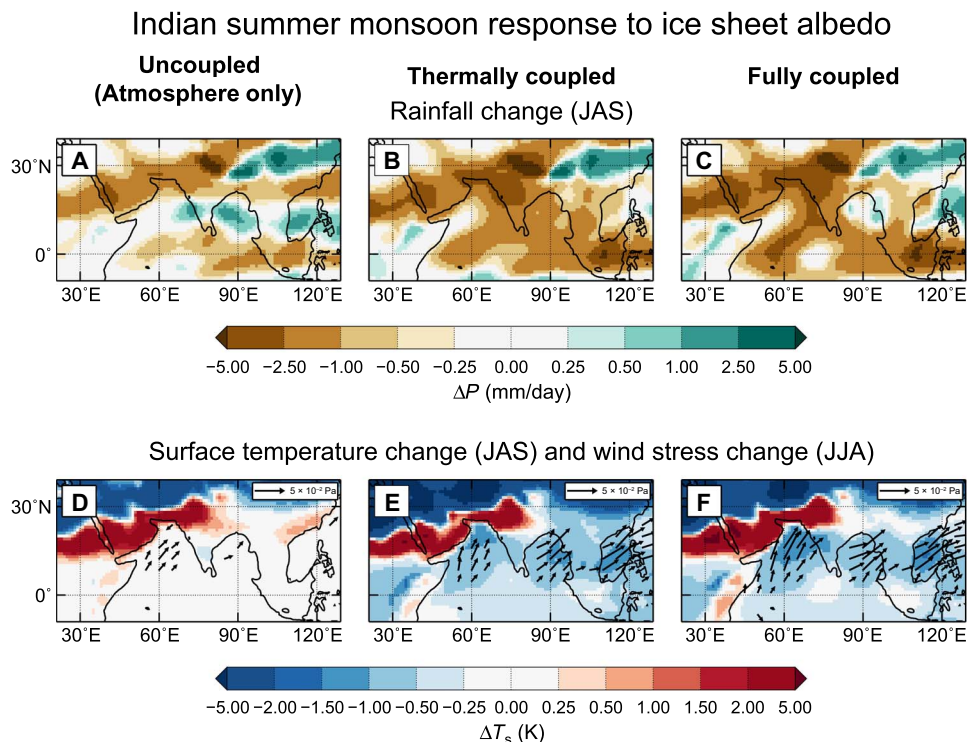 Indian summer monsoon response to ice sheet albedo
Uncoupled
(Atmosphere only)
Thermally coupled
Fully coupled
Rainfall change (JAS)
A
B
C
30°N
0°
30°E 60°E 90°E 120°E
30°E 60°E 90°E 120°E
30°E 60°E 90°E 120°E
−5.00 −2.50 −1.00 −0.50 −0.25 0.00 0.25 0.50 1.00 2.50 5.00
ΔP (mm/day)
Surface temperature change (JAS) and wind stress change (JJA)
D
5 × 10⁻² Pa
E
5 × 10⁻² Pa
F
5 × 10⁻² Pa
30°N
0°
30°E 60°E 90°E 120°E
30°E 60°E 90°E 120°E
30°E 60°E 90°E 120°E
−5.00 −2.00 −1.50 −1.00 −0.50 −0.25 0.00 0.25 0.50 1.00 1.50 2.00 5.00
ΔTₛ (K)